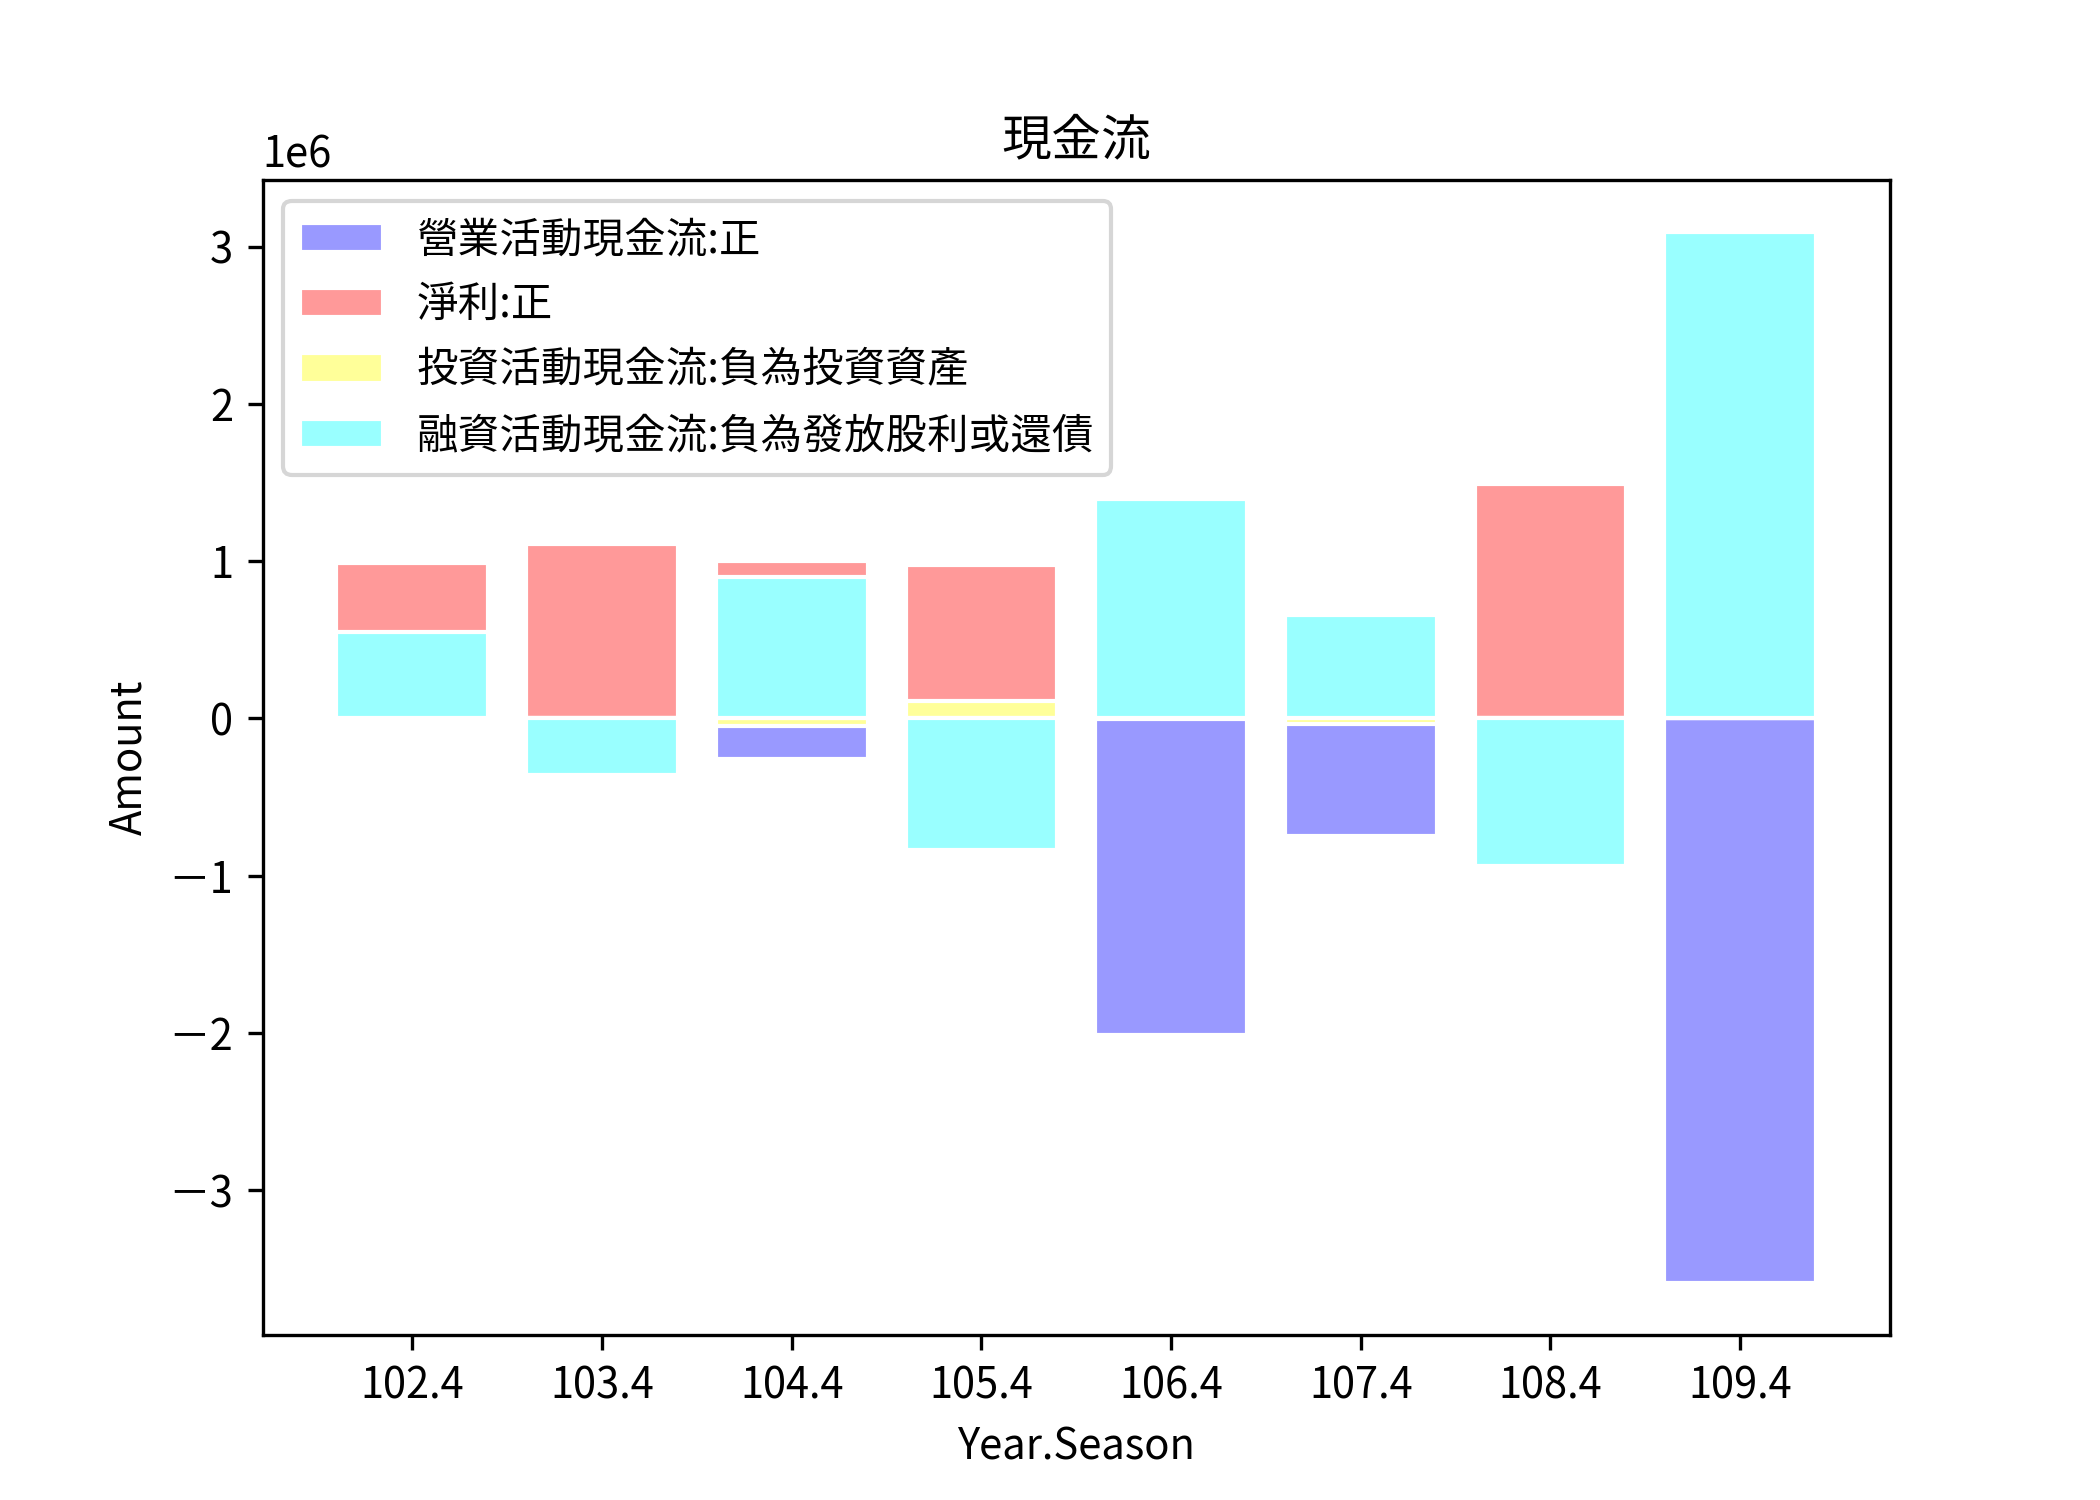 現金流
1e6
營業活動現金流:正
淨利:正
投資活動現金流:負為投資資產
融資活動現金流:負為發放股利或還債
3
2
1
0
−1
−2
−3
Amount
102.4 103.4 104.4 105.4 106.4 107.4 108.4 109.4
Year.Season